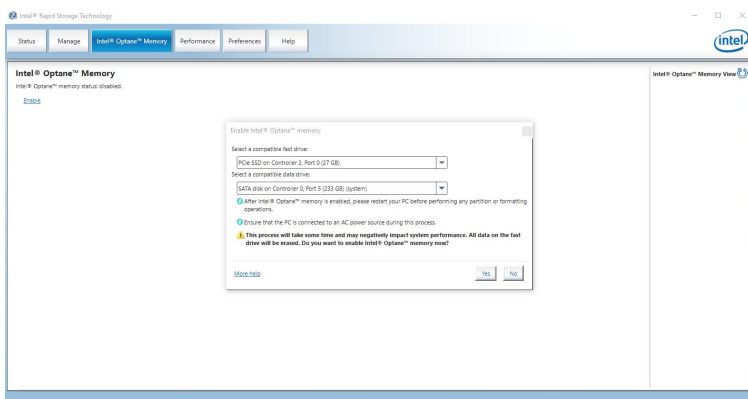 Intel® Rapid Storage Technology
Status
Manage
Intel® Optane™ Memory
Performance
Preferences
Help
intel
Intel® Optane™ Memory
Intel® Optane™ memory status: disabled.
Enable
Intel® Optane™ Memory View
Enable Intel® Optane™ memory
Select a compatible fast drive:
PCIe SSD on Controller 2, Port 0 (27 GB)
Select a compatible data drive:
SATA disk on Controller 0, Port 5 (233 GB) (system)
After Intel® Optane™ memory is enabled, please restart your PC before performing any partition or formatting
operations.
Ensure that the PC is connected to an AC power source during this process.
This process will take some time and may negatively impact system performance. All data on the fast
drive will be erased. Do you want to enable Intel® Optane™ memory now?
More help
Yes
No